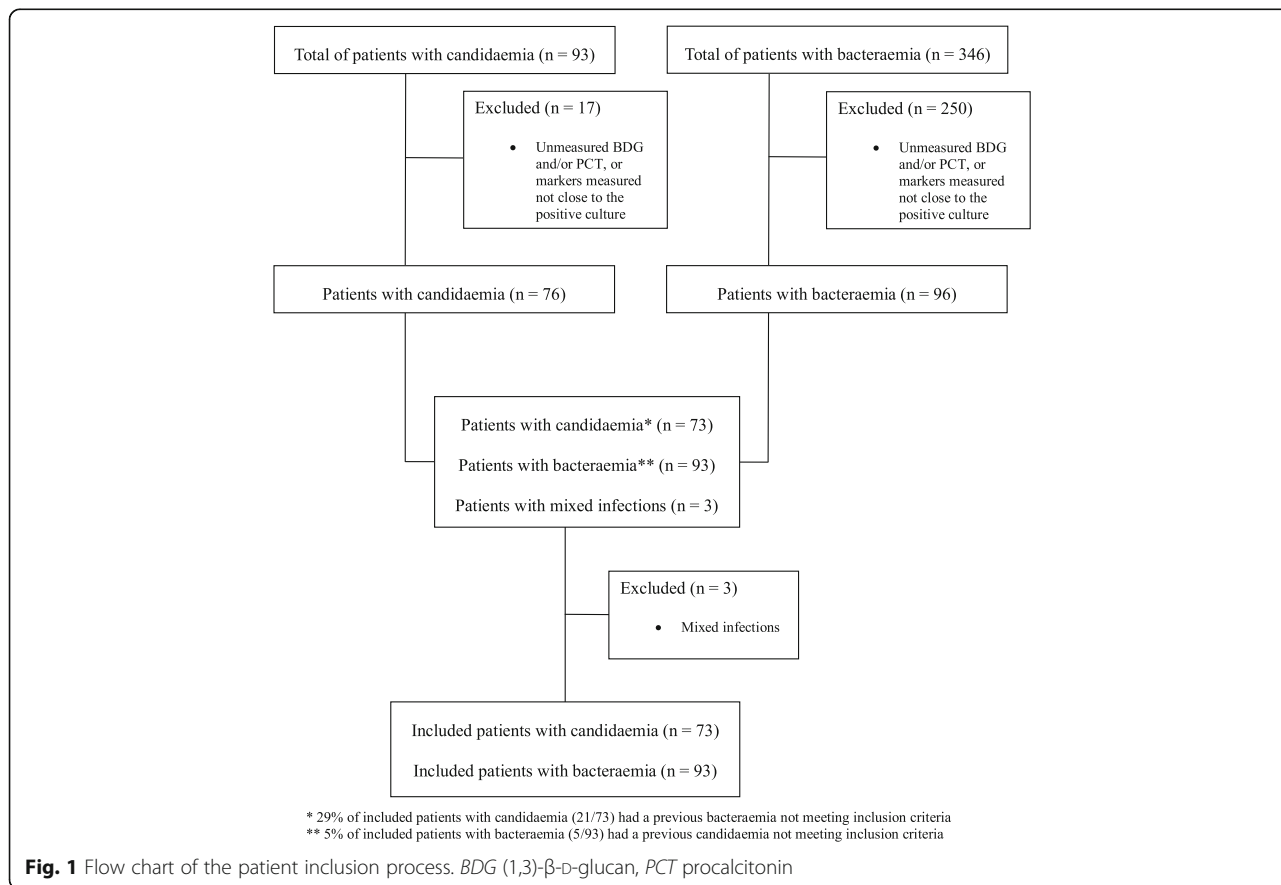 Total of patients with candidaemia (n = 93)
Total of patients with bacteraemia (n = 346)
Excluded (n = 17)
• Unmeasured BDG
and/or PCT, or
markers measured
not close to the
positive culture
Excluded (n = 250)
• Unmeasured BDG
and/or PCT, or
markers measured
not close to the
positive culture
Patients with candidaemia (n = 76)
Patients with bacteraemia (n = 96)
Patients with candidaemia* (n = 73)
Patients with bacteraemia** (n = 93)
Patients with mixed infections (n = 3)
Excluded (n = 3)
• Mixed infections
Included patients with candidaemia (n = 73)
Included patients with bacteraemia (n = 93)
* 29% of included patients with candidaemia (21/73) had a previous bacteraemia not meeting inclusion criteria
** 5% of included patients with bacteraemia (5/93) had a previous candidaemia not meeting inclusion criteria
Fig. 1 Flow chart of the patient inclusion process. BDG (1,3)-β-D-glucan, PCT procalcitonin